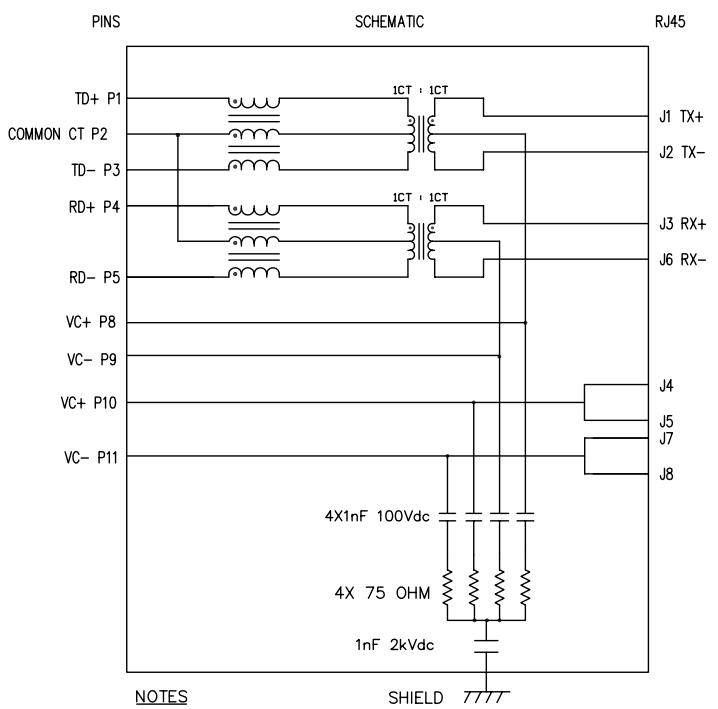 PINS SCHEMATIC RJ45
1CT : 1CT
TD+ P1
J1 TX+
COMMON CT P2
J2 TX-
TD- P3
1CT : 1CT
RD+ P4
J3 RX+
J6 RX-
RD- P5
VC+ P8
VC- P9
J4
VC+ P10
J5
J7
VC- P11
J8
4X1nF 100Vdc
4X 75 OHM
1nF 2kVdc
NOTES
SHIELD